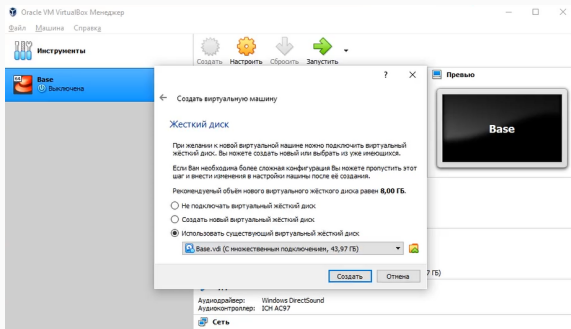 Oracle VM VirtualBox Менеджер
Файл Машина Справка
Инструменты
Создать Настроить Сбросить Запустить
64
Base
Выключена
Превью
Base
?
Создать виртуальную машину
Жесткий диск
При желании к новой виртуальной машине можно подключить виртуальный
жёсткий диск. Вы можете создать новый или выбрать из уже имеющихся.
Если Вам необходима более сложная конфигурация Вы можете пропустить этот
шаг и внести изменения в настройки машины после её создания.
Рекомендуемый объём нового виртуального жёсткого диска равен 8,00 ГБ.
Не подключать виртуальный жёсткий диск
Создать новый виртуальный жёсткий диск
Использовать существующий виртуальный жёсткий диск
Base.vdi (С множественным подключением, 43,97 ГБ)
Создать Отмена
7 ГБ)
Аудиодрайвер: Windows DirectSound
Аудиоконтроллер: ICH AC97
Сеть